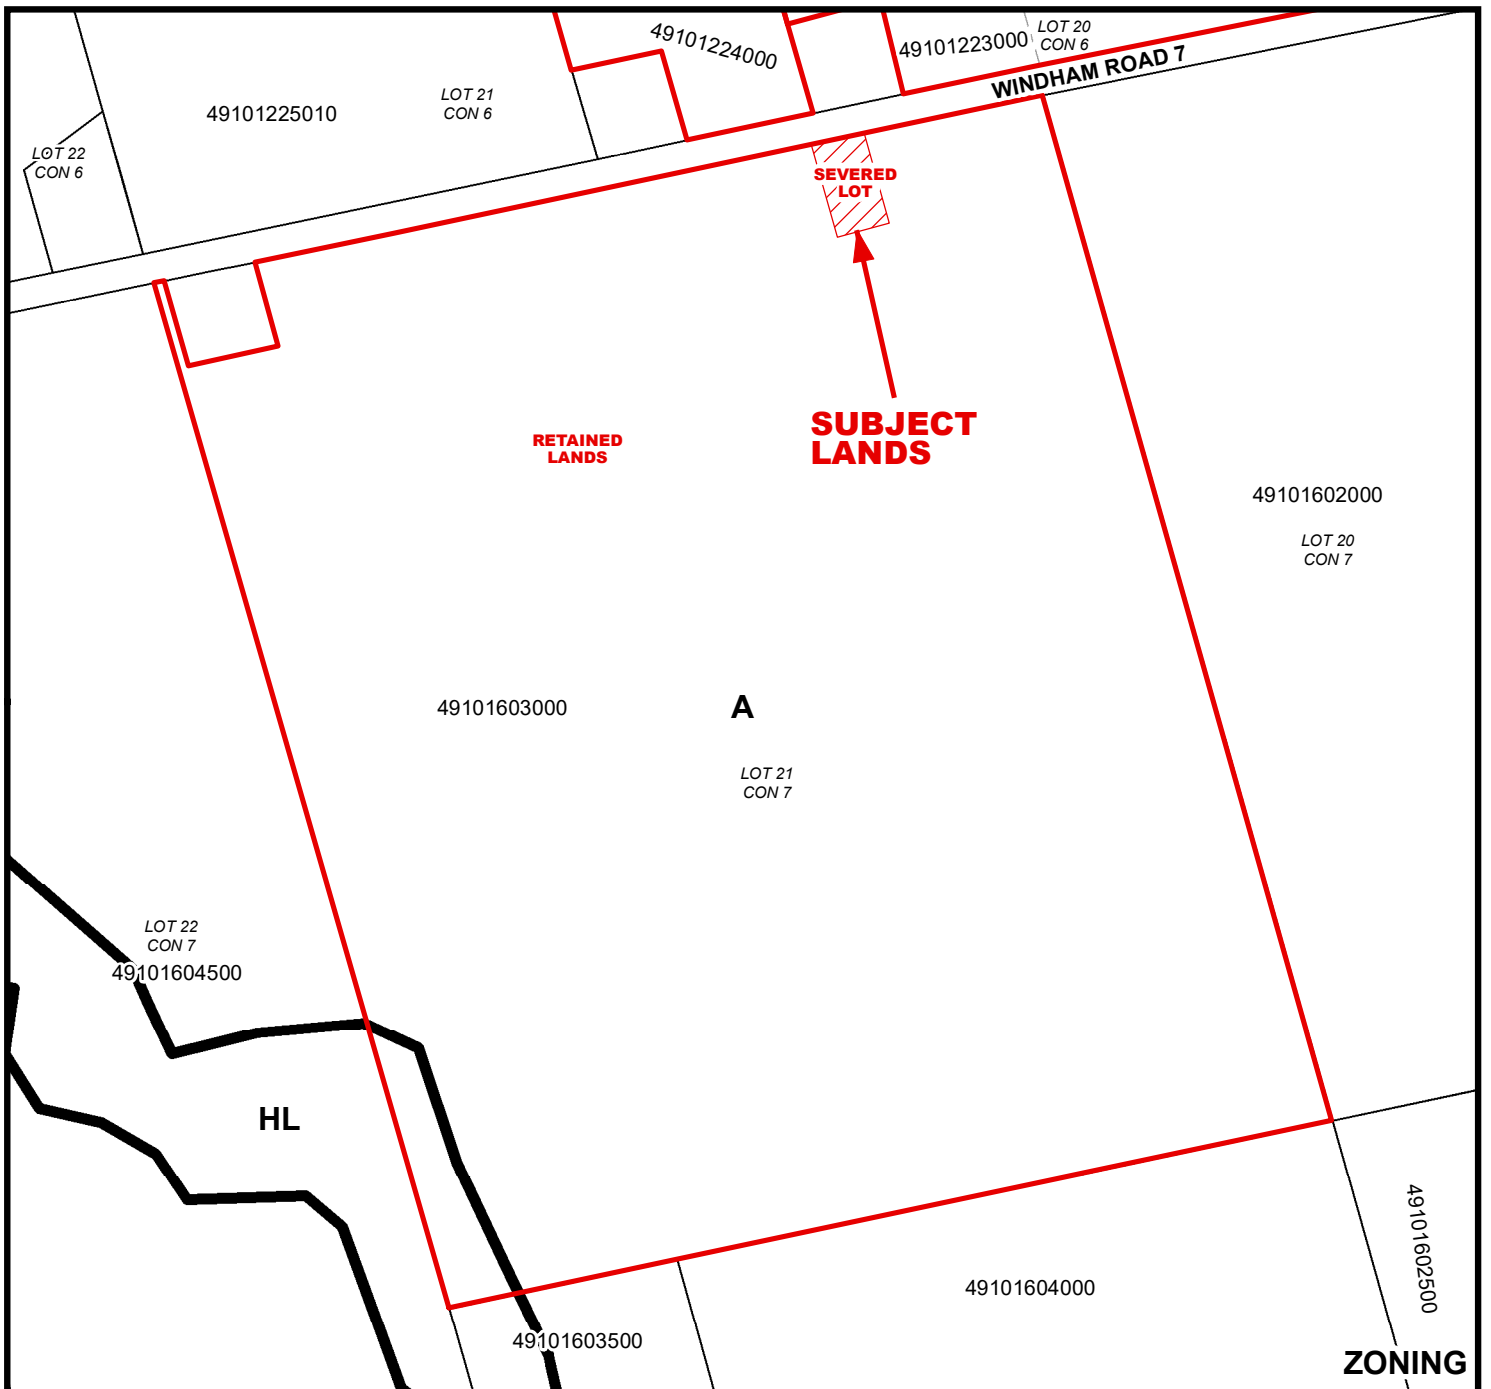 LOT 20
CON 6
49101224000
49101223000
WINDHAM ROAD 7
LOT 21
CON 6
49101225010
LOT 22
CON 6
SEVERED
LOT
SUBJECT
LANDS
RETAINED
LANDS
49101602000
LOT 20
CON 7
49101603000
A
LOT 21
CON 7
LOT 22
CON 7
49101604500
HL
49101602500
49101604000
49101603500
ZONING